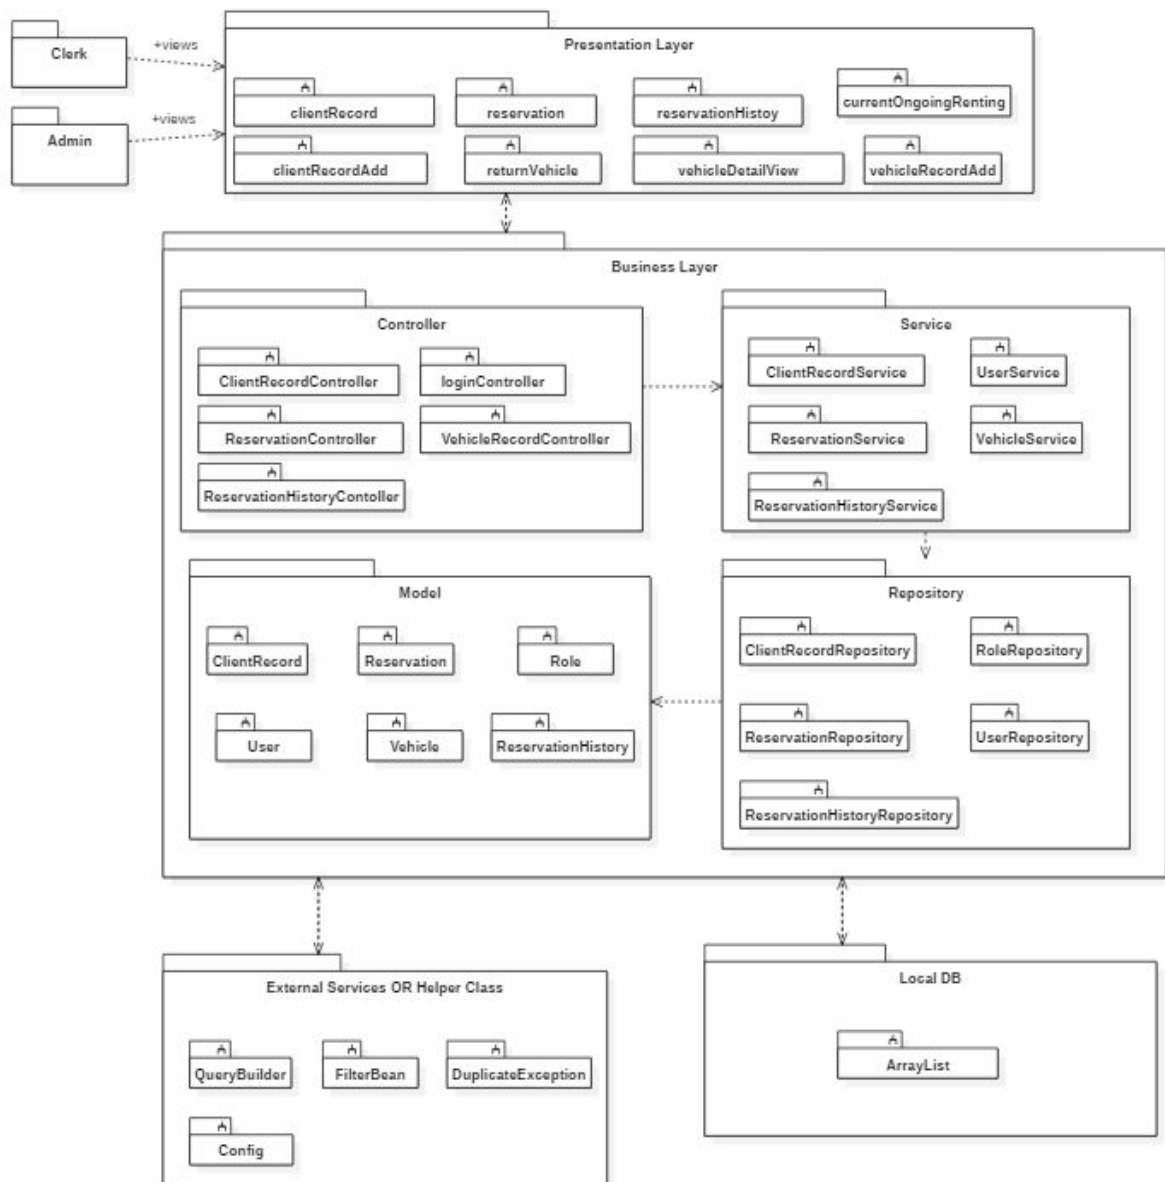 Clerk
+views
Admin
+views
Presentation Layer
clientRecord
reservation
reservationHistoy
currentOngoingRenting
clientRecordAdd
returnVehicle
vehicleDetailView
vehicleRecordAdd
Business Layer
Controller
ClientRecordController
loginController
ReservationController
VehicleRecordController
ReservationHistoryContoller
Service
ClientRecordService
UserService
ReservationService
VehicleService
ReservationHistoryService
Model
ClientRecord
Reservation
Role
User
Vehicle
ReservationHistory
Repository
ClientRecordRepository
RoleRepository
ReservationRepository
UserRepository
ReservationHistoryRepository
External Services OR Helper Class
QueryBuilder
FilterBean
DuplicateException
Config
Local DB
ArrayList